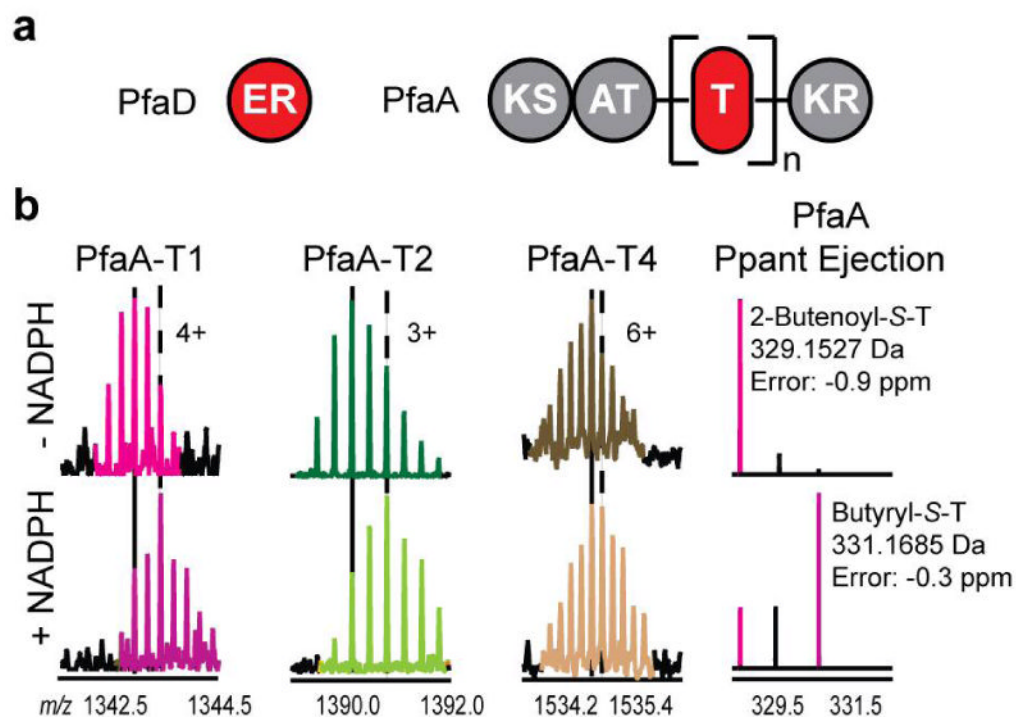 a
PfaD ER PfaA KS AT T KR
n
b
PfaA-T1 PfaA-T2 PfaA-T4 PfaA
Ppant Ejection
- NADPH
4+ 3+ 6+
2-Butenoyl-S-T
329.1527 Da
Error: -0.9 ppm
+ NADPH
Butyryl-S-T
331.1685 Da
Error: -0.3 ppm
m/z 1342.5 1344.5 1390.0 1392.0 1534.2 1535.4 329.5 331.5